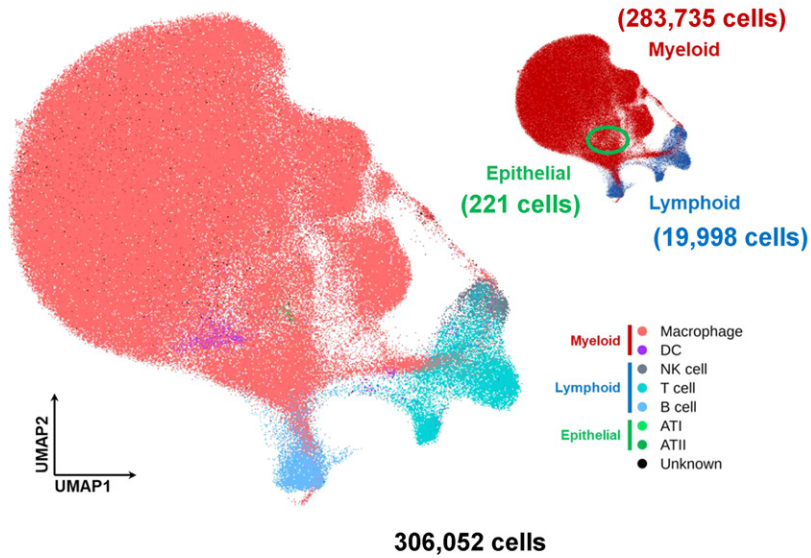 (283,735 cells)
Myeloid
Epithelial
(221 cells)
Lymphoid
(19,998 cells)
Myeloid
Macrophage
DC
Lymphoid
NK cell
T cell
B cell
Epithelial
ATI
ATII
Unknown
UMAP2
UMAP1
306,052 cells